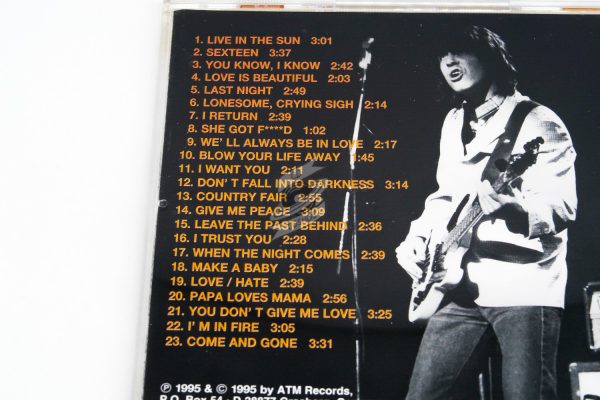 1. LIVE IN THE SUN 3:01
2. SEXTEEN 3:37
3. YOU KNOW, I KNOW 2:42
4. LOVE IS BEAUTIFUL 2:03
5. LAST NIGHT 2:49
6. LONESOME, CRYING SIGH 2:14
7. I RETURN 2:39
8. SHE GOT F****D 1:02
9. WE' LL ALWAYS BE IN LOVE 2:17
10. BLOW YOUR LIFE AWAY 1:45
11. I WANT YOU 2:11
12. DON' T FALL INTO DARKNESS 3:14
13. COUNTRY FAIR 2:55
14. GIVE ME PEACE 3:09
15. LEAVE THE PAST BEHIND 2:36
16. I TRUST YOU 2:28
17. WHEN THE NIGHT COMES 2:39
18. MAKE A BABY 2:15
19. LOVE / HATE 2:39
20. PAPA LOVES MAMA 2:56
21. YOU DON' T GIVE ME LOVE 3:25
22. I' M IN FIRE 3:05
23. COME AND GONE 3:31
℗ 1995 & © 1995 by ATM Records,
P.O. Box 54 · D